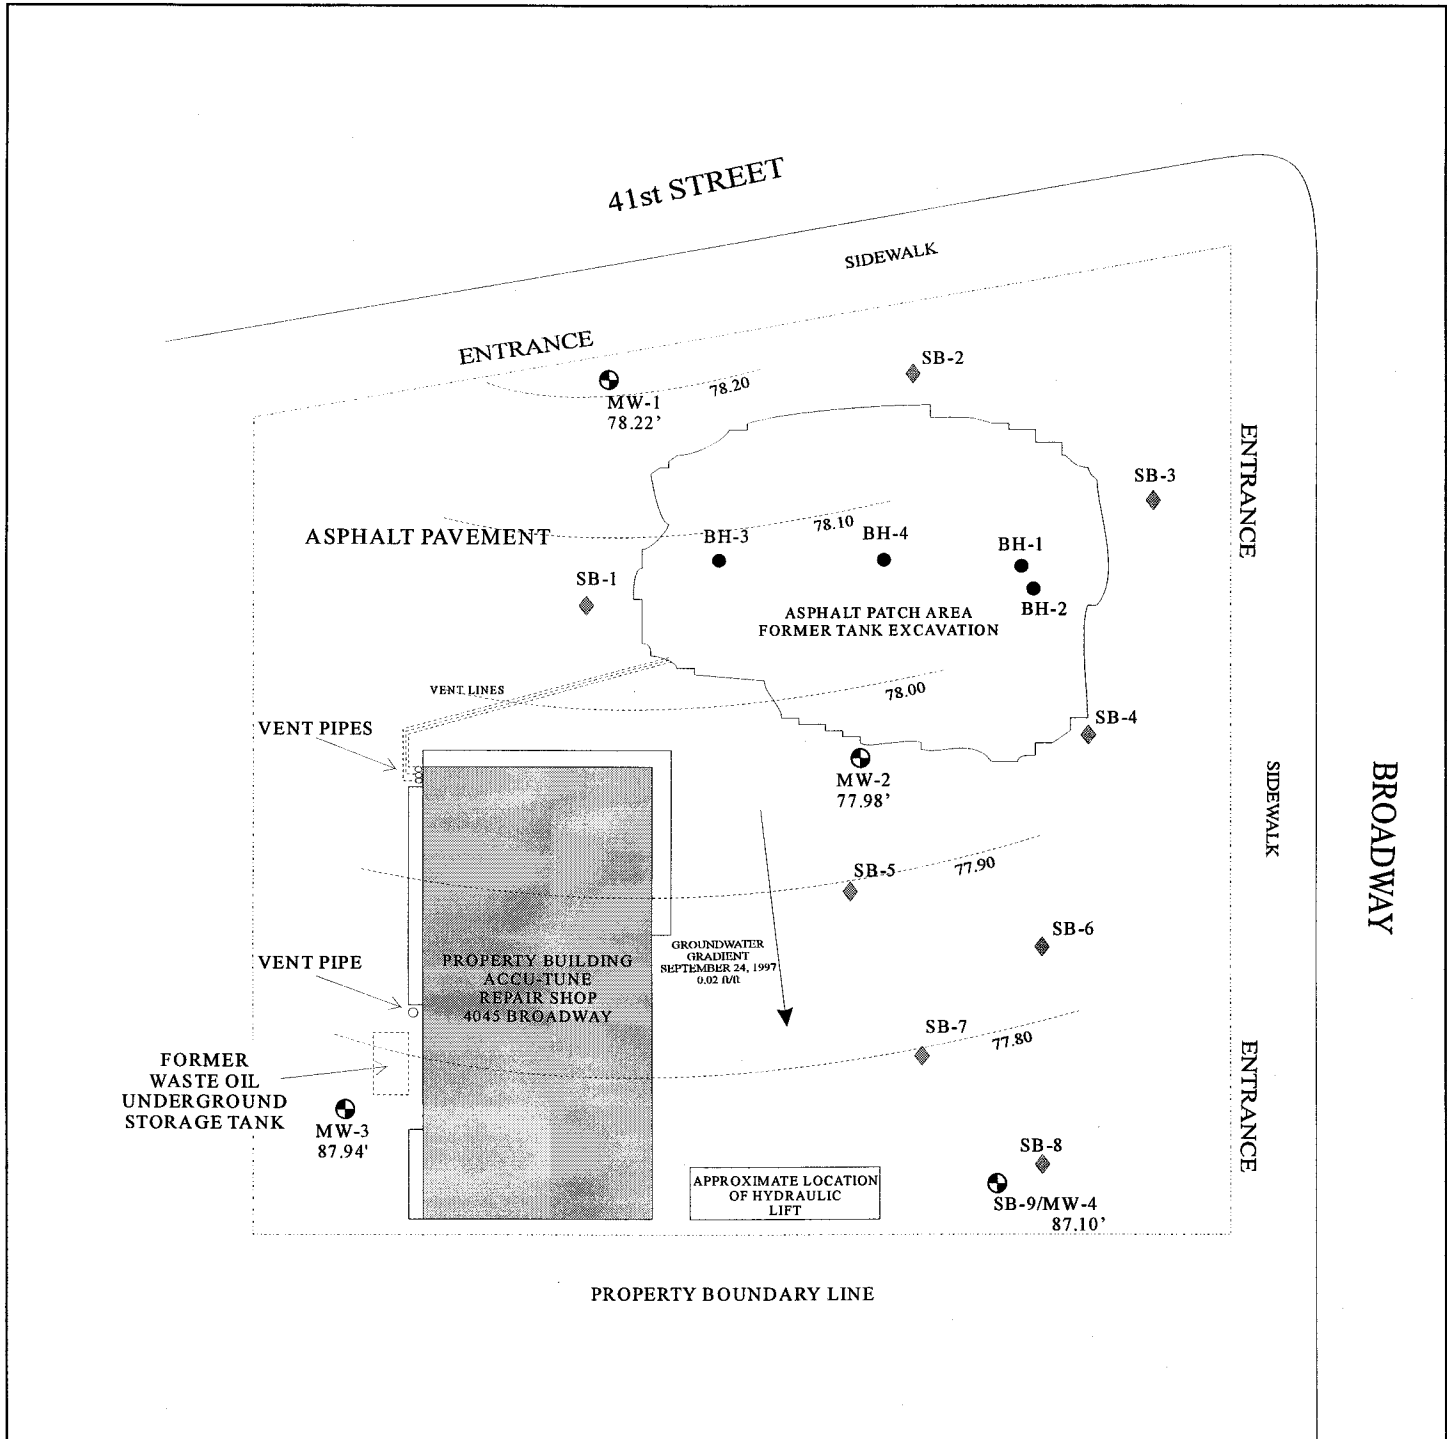 41st STREET
SIDEWALK
ENTRANCE
SB-2
78.20
MW-1
78.22'
ENTRANCE
SB-3
ASPHALT PAVEMENT
78.10
BH-3
BH-4
BH-1
SB-1
BH-2
ASPHALT PATCH AREA
FORMER TANK EXCAVATION
VENT LINES
78.00
VENT PIPES
SB-4
MW-2
77.98'
SIDEWALK
BROADWAY
SB-5
77.90
SB-6
GROUNDWATER
GRADIENT
SEPTEMBER 24, 1997
0.02 ft/ft
VENT PIPE
PROPERTY BUILDING
ACCU-TUNE
REPAIR SHOP
4045 BROADWAY
SB-7
77.80
ENTRANCE
FORMER
WASTE OIL
UNDERGROUND
STORAGE TANK
MW-3
87.94'
SB-8
APPROXIMATE LOCATION
OF HYDRAULIC
LIFT
SB-9/MW-4
87.10'
PROPERTY BOUNDARY LINE